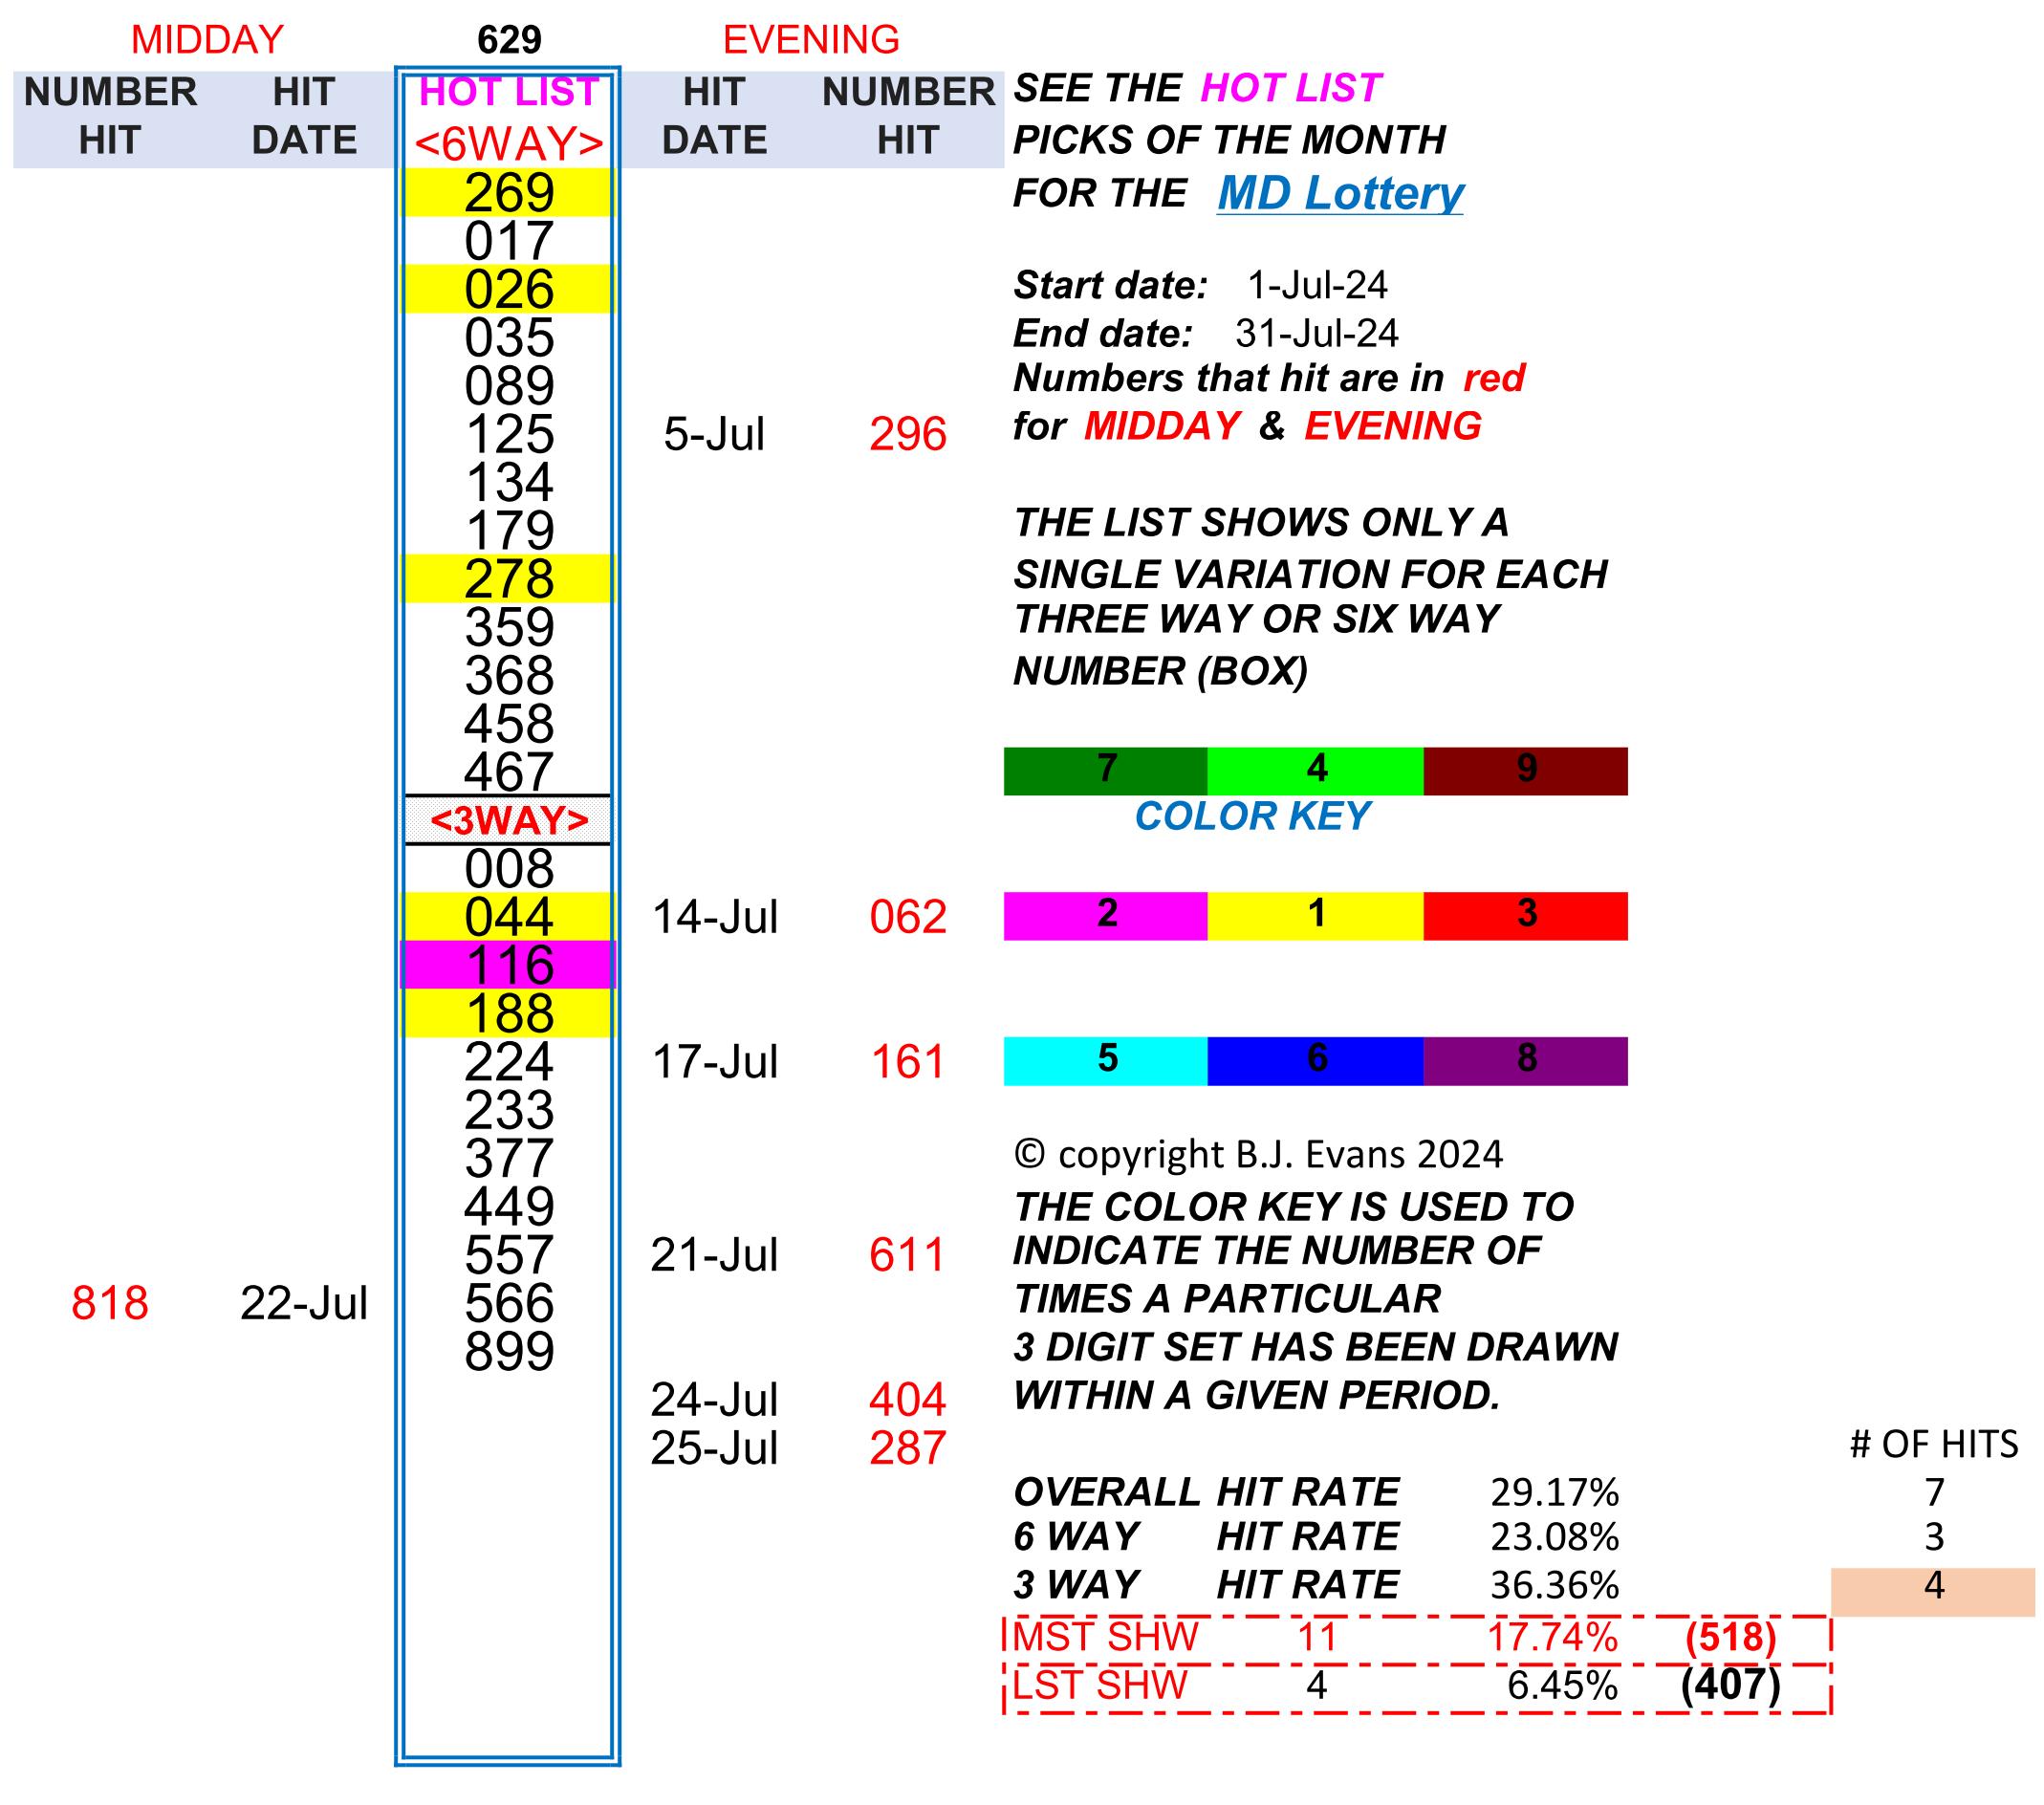 MIDDAY 629 EVENING
NUMBER HIT HOT LIST HIT NUMBER SEE THE HOT LIST
HIT DATE <6WAY> DATE HIT PICKS OF THE MONTH
269 FOR THE MD Lottery
017
026 Start date: 1-Jul-24
035 End date: 31-Jul-24
089 Numbers that hit are in red
125 5-Jul 296 for MIDDAY & EVENING
134
179 THE LIST SHOWS ONLY A
278 SINGLE VARIATION FOR EACH
359 THREE WAY OR SIX WAY
368 NUMBER (BOX)
458
467 7 4 9
<3WAY> COLOR KEY
008
044 14-Jul 062 2 1 3
116
188
224 17-Jul 161 5 6 8
233
377 © copyright B.J. Evans 2024
449 THE COLOR KEY IS USED TO
557 21-Jul 611 INDICATE THE NUMBER OF
818 22-Jul 566 TIMES A PARTICULAR
899 3 DIGIT SET HAS BEEN DRAWN
24-Jul 404 WITHIN A GIVEN PERIOD.
25-Jul 287 # OF HITS
OVERALL HIT RATE 29.17% 7
6 WAY HIT RATE 23.08% 3
3 WAY HIT RATE 36.36% 4
MST SHW 11 17.74% (518)
LST SHW 4 6.45% (407)